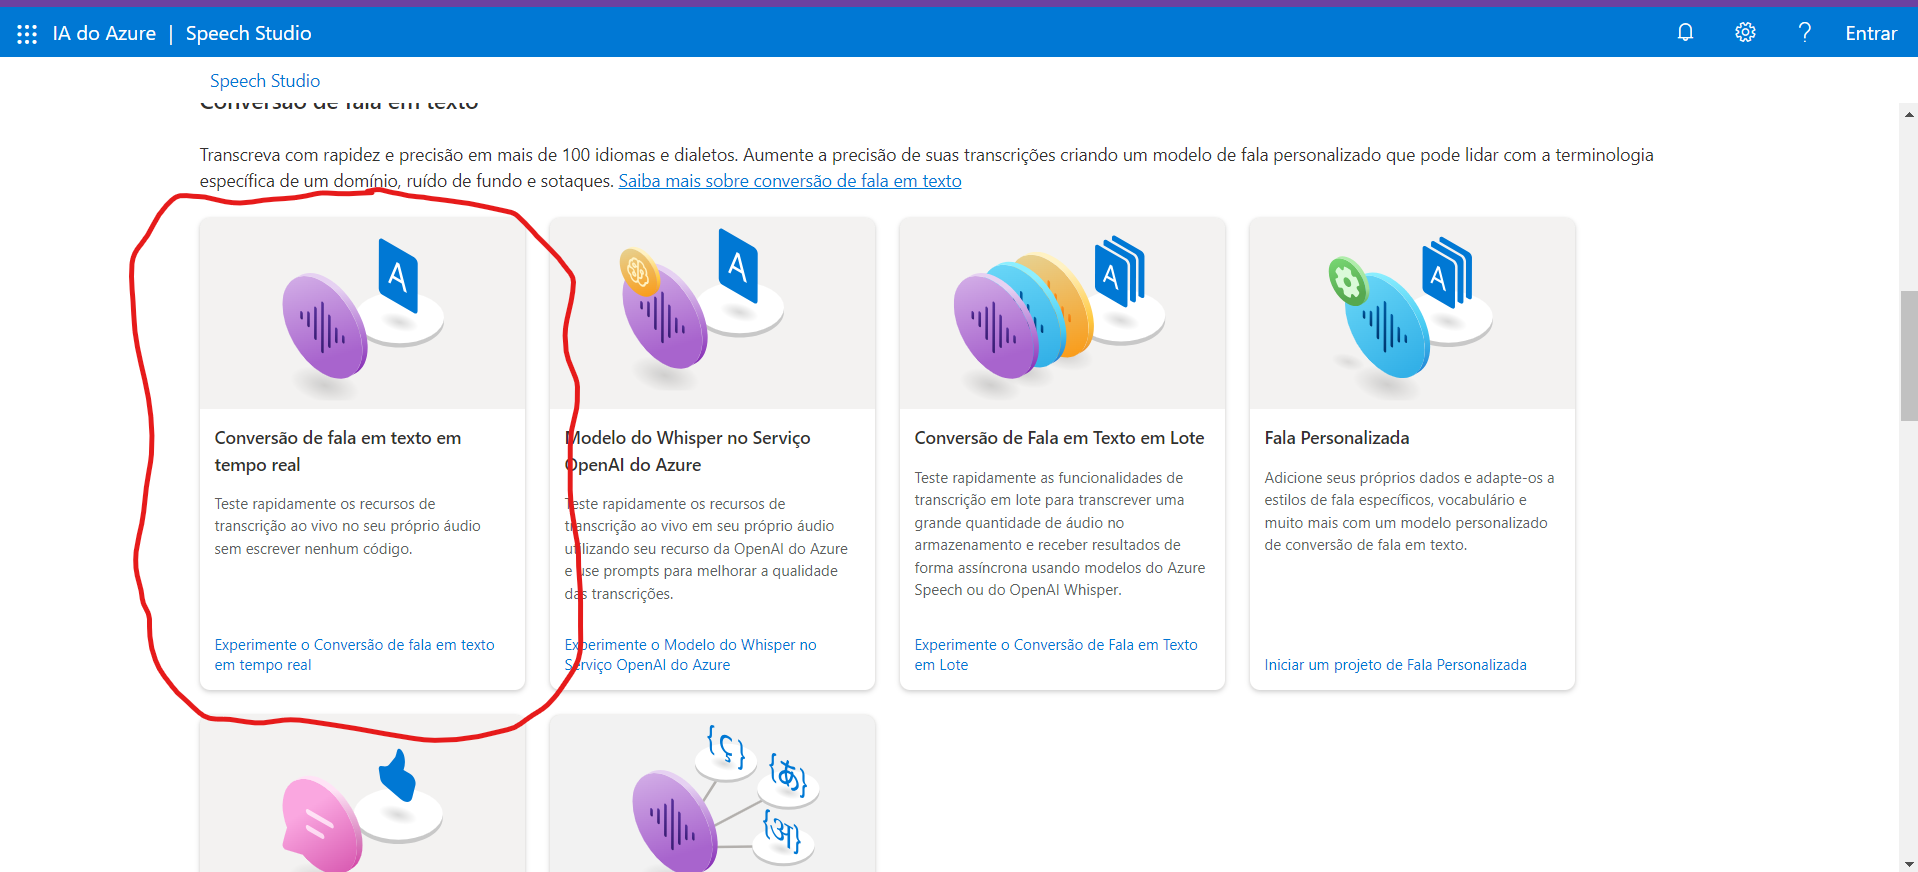 IA do Azure | Speech Studio
Entrar
Speech Studio
Conversão de fala em texto
Transcreva com rapidez e precisão em mais de 100 idiomas e dialetos. Aumente a precisão de suas transcrições criando um modelo de fala personalizado que pode lidar com a terminologia
específica de um domínio, ruído de fundo e sotaques. Saiba mais sobre conversão de fala em texto
A
Conversão de fala em texto em
tempo real
Teste rapidamente os recursos de
transcrição ao vivo no seu próprio áudio
sem escrever nenhum código.
Experimente o Conversão de fala em texto
em tempo real
A
Modelo do Whisper no Serviço
OpenAI do Azure
Teste rapidamente os recursos de
transcrição ao vivo em seu próprio áudio
utilizando seu recurso da OpenAI do Azure
e use prompts para melhorar a qualidade
das transcrições.
Experimente o Modelo do Whisper no
Serviço OpenAI do Azure
A
Conversão de Fala em Texto em Lote
Teste rapidamente as funcionalidades de
transcrição em lote para transcrever uma
grande quantidade de áudio no
armazenamento e receber resultados de
forma assíncrona usando modelos do Azure
Speech ou do OpenAI Whisper.
Experimente o Conversão de Fala em Texto
em Lote
A
Fala Personalizada
Adicione seus próprios dados e adapte-os a
estilos de fala específicos, vocabulário e
muito mais com um modelo personalizado
de conversão de fala em texto.
Iniciar um projeto de Fala Personalizada
{ç}
{あ}
{अ}